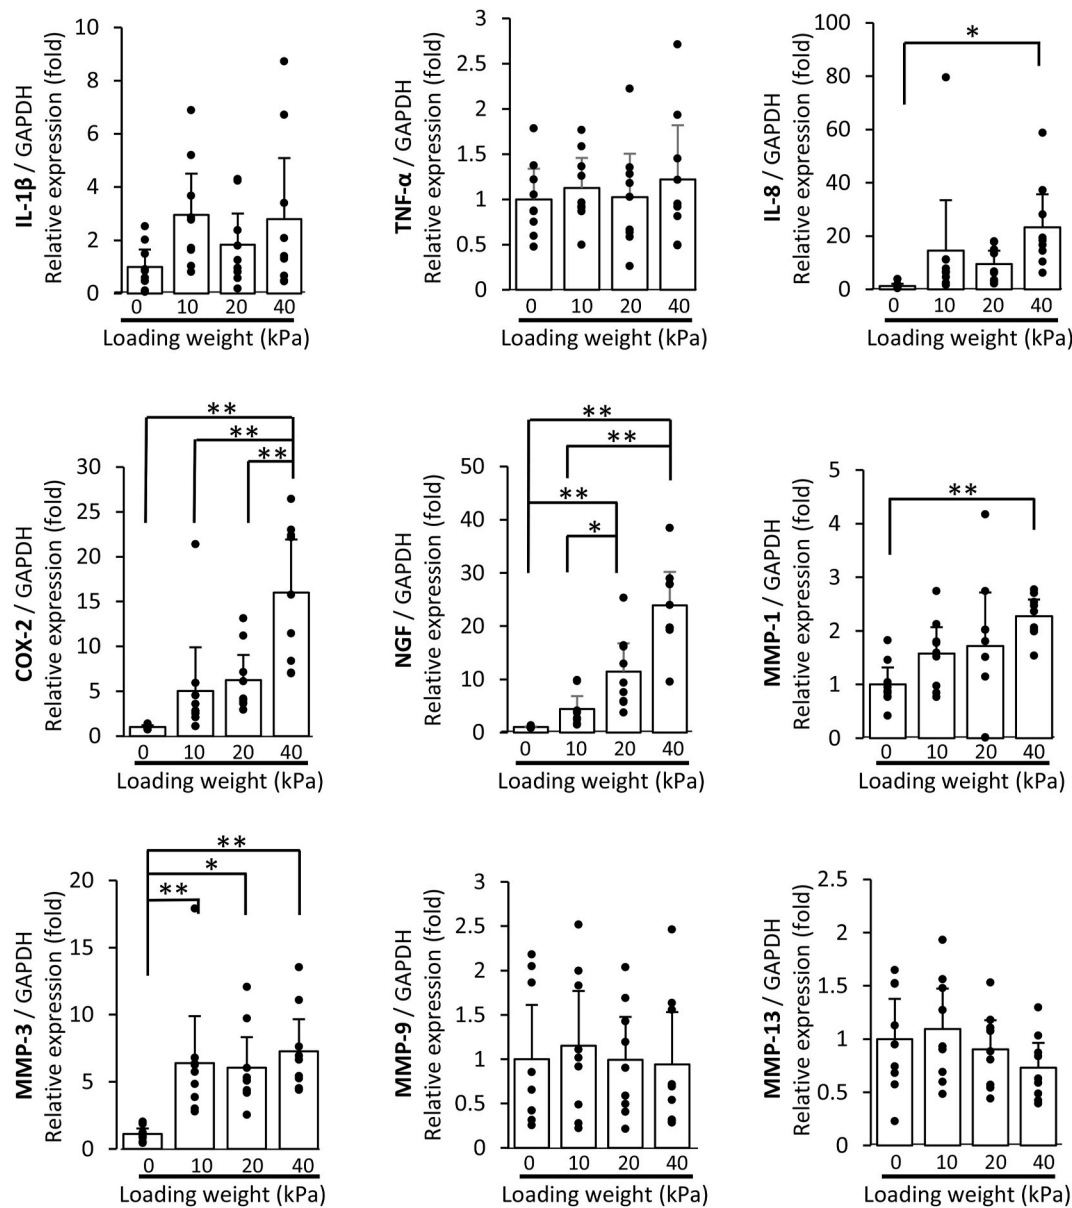 IL-1β / GAPDH
Relative expression (fold)
10
8
6
4
2
0
0 10 20 40
Loading weight (kPa)
TNF-α / GAPDH
Relative expression (fold)
3
2.5
2
1.5
1
0.5
0
0 10 20 40
Loading weight (kPa)
IL-8 / GAPDH
Relative expression (fold)
100
80
60
40
20
0
*
0 10 20 40
Loading weight (kPa)
COX-2 / GAPDH
Relative expression (fold)
**
**
**
30
25
20
15
10
5
0
0 10 20 40
Loading weight (kPa)
NGF / GAPDH
Relative expression (fold)
**
**
**
*
50
40
30
20
10
0
0 10 20 40
Loading weight (kPa)
MMP-1 / GAPDH
Relative expression (fold)
**
5
4
3
2
1
0
0 10 20 40
Loading weight (kPa)
MMP-3 / GAPDH
Relative expression (fold)
**
*
**
20
15
10
5
0
0 10 20 40
Loading weight (kPa)
MMP-9 / GAPDH
Relative expression (fold)
3
2.5
2
1.5
1
0.5
0
0 10 20 40
Loading weight (kPa)
MMP-13 / GAPDH
Relative expression (fold)
2.5
2
1.5
1
0.5
0
0 10 20 40
Loading weight (kPa)